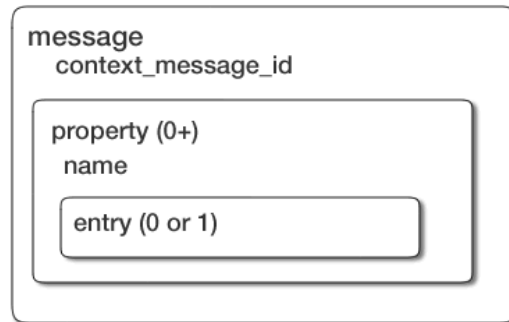 message
context_message_id
property (0+)
name
entry (0 or 1)